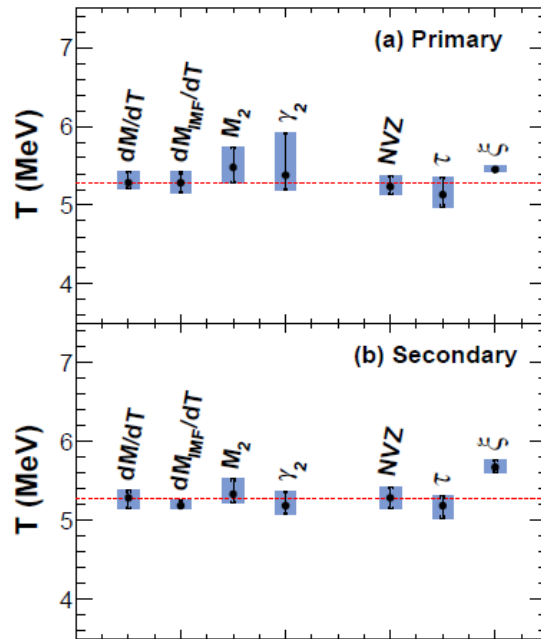 (a) Primary
T (MeV)
7
6
5
4
dM/dT
dM_IMF/dT
M_2
γ_2
NVZ
τ
ξ
(b) Secondary
T (MeV)
7
6
5
4
dM/dT
dM_IMF/dT
M_2
γ_2
NVZ
τ
ξ